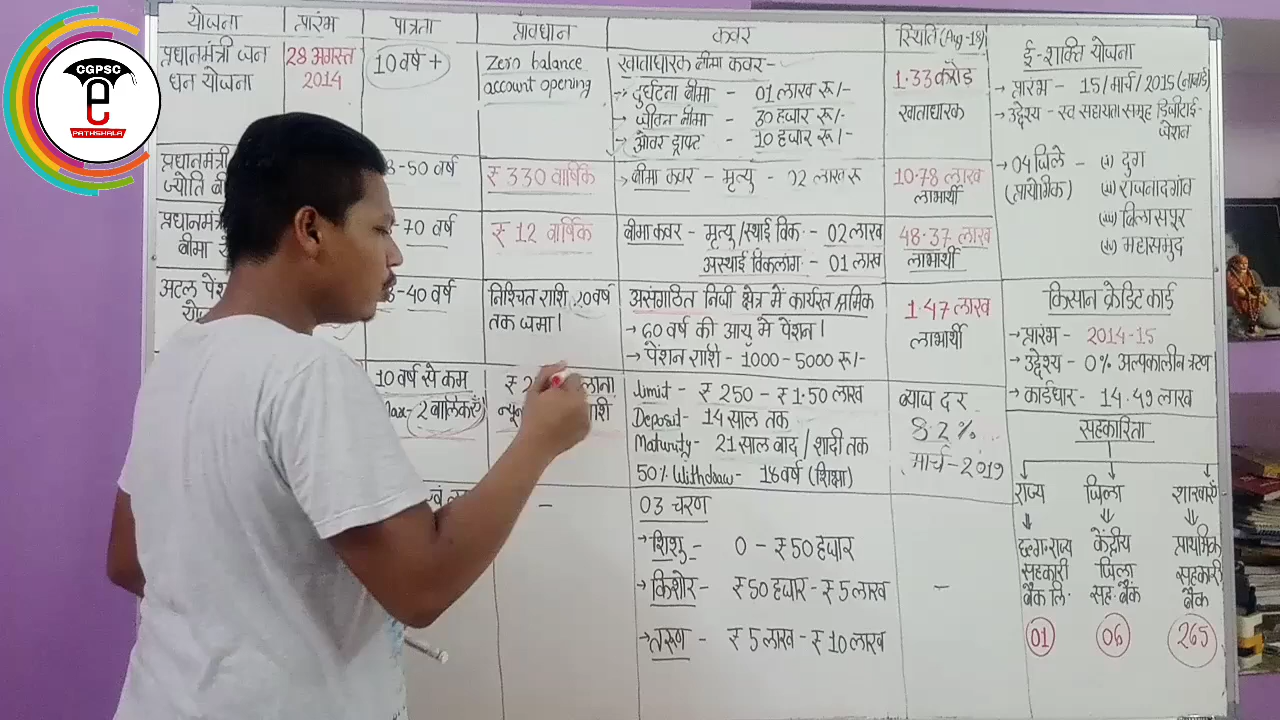 CGPSC
e
PATHSHALA
योजना प्रारंभ पात्रता प्रावधान कवर स्थिति (Aug-18)
प्रधानमंत्री जन
धन योजना
28 अगस्त
2014
10 वर्ष +
Zero balance
account opening
खाताधारक बीमा कवर -
→ दुर्घटना बीमा - 01 लाख रू/-
→ जीवन बीमा - 30 हजार रू/-
→ ओवर ड्राफ्ट - 10 हजार रू/-
1.33 करोड़
खाताधारक
प्रधानमंत्री
ज्योति बी
-50 वर्ष
₹ 330 वार्षिक
→ बीमा कवर - मृत्यु - 02 लाख रू
10.78 लाख
लाभार्थी
प्रधानमंत्र
बीमा
-70 वर्ष
₹ 12 वार्षिक
बीमा कवर - मृत्यु/स्थाई विक. - 02 लाख
अस्थाई विकलांग. - 01 लाख
48.37 लाख
लाभार्थी
अटल पें
यो
-40 वर्ष
निश्चित राशि 20 वर्ष
तक जमा।
असंगठित निजी क्षेत्र में कार्यरत श्रमिक
→ 60 वर्ष की आयु में पेंशन।
→ पेंशन राशि - 1000 - 5000 रू/-
1.47 लाख
लाभार्थी
10 वर्ष से कम
Max - 2 बालिकाएँ
₹ 2 लाना
न्यून राशि
Limit - ₹ 250 - ₹ 1.50 लाख
Deposit - 14 साल तक
Maturity - 21 साल बाद / शादी तक
50% Withdraw - 18 वर्ष (शिक्षा)
ब्याज दर
8.2%
मार्च - 2019
-
03 चरण
→ शिशु - 0 - ₹ 50 हजार
→ किशोर - ₹ 50 हजार - ₹ 5 लाख
→ तरूण - ₹ 5 लाख - ₹ 10 लाख
-
ई-शक्ति योजना
→ प्रारंभ - 15/मार्च/2015 (नाबार्ड)
→ उद्देश्य - स्व सहायता समूह डिजीटाई-
जेशन
→ 04 जिले - (i) दुर्ग
(प्रायोगिक) (ii) राजनादगांव
(iii) बिलासपूर
(iv) महासमुद
किसान क्रेडिट कार्ड
→ प्रारंभ - 2014-15
→ उद्देश्य - 0% अल्पकालीन ऋण
→ कार्डधार - 14.49 लाख
सहकारिता
राज्य जिला शाखाएं
छ.ग. राज्य केंद्रीय प्राथमिक
सहकारी जिला सहकारी
बैंक लि. सह. बैंक बैंक
01 06 265